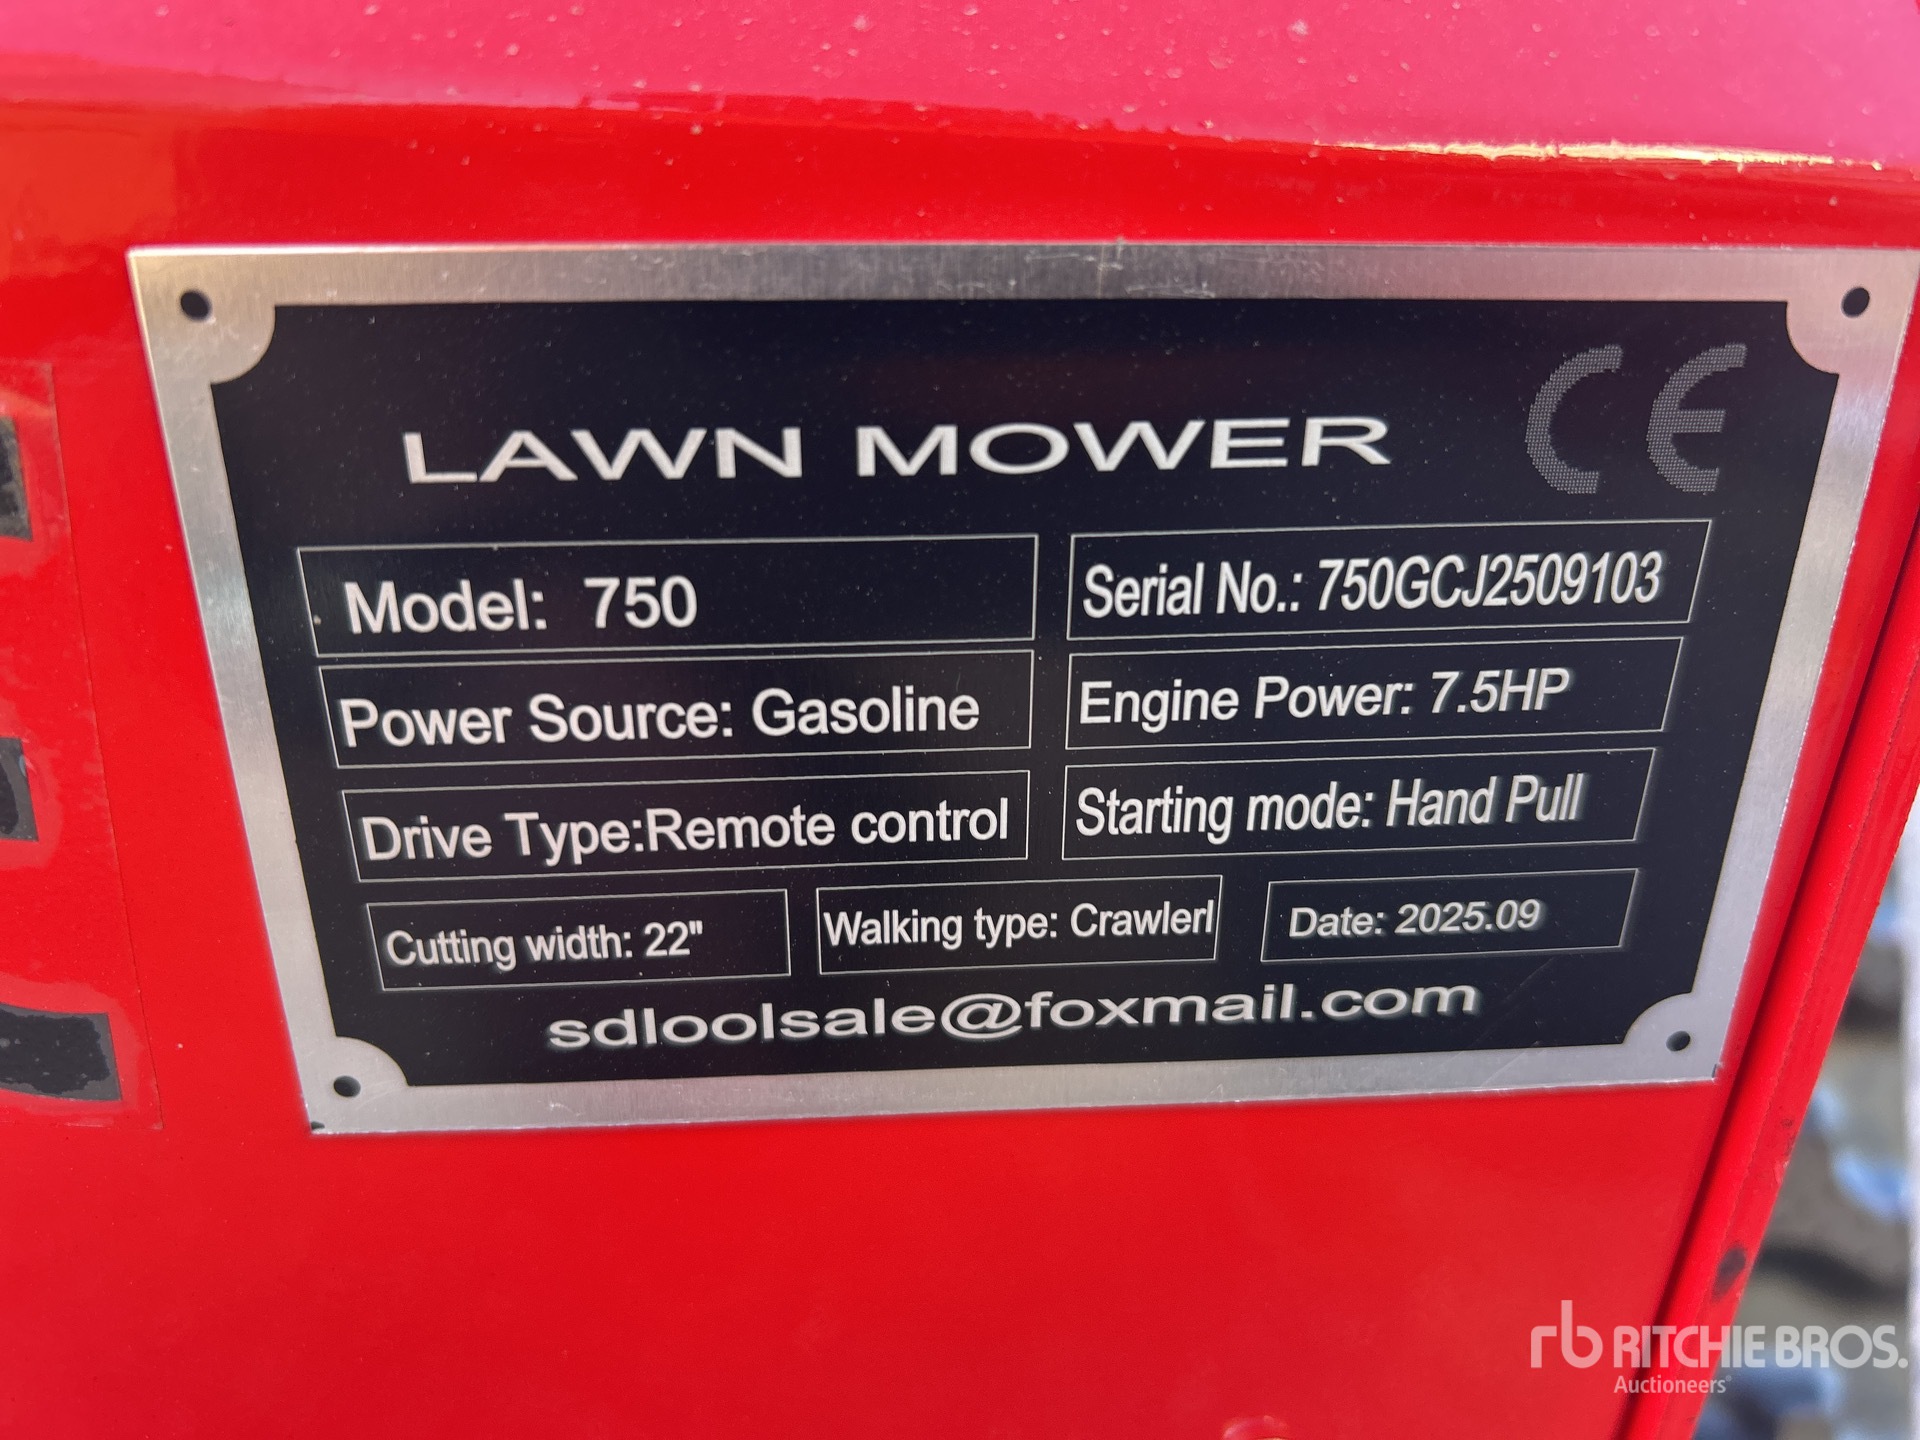 CE
LAWN MOWER
Model: 750
Serial No.: 750GCJ2509103
Power Source: Gasoline
Engine Power: 7.5HP
Drive Type:Remote control
Starting mode: Hand Pull
Cutting width: 22"
Walking type: Crawlerl
Date: 2025.09
sdloolsale@foxmail.com
rb RITCHIE BROS.
Auctioneers